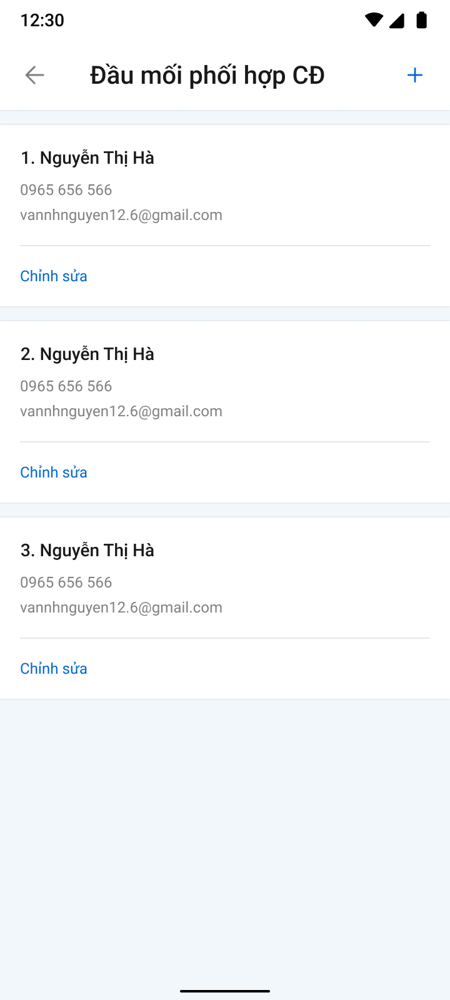 12:30
Đầu mối phối hợp CĐ
1. Nguyễn Thị Hà
0965 656 566
vannhnguyen12.6@gmail.com
Chỉnh sửa
2. Nguyễn Thị Hà
0965 656 566
vannhnguyen12.6@gmail.com
Chỉnh sửa
3. Nguyễn Thị Hà
0965 656 566
vannhnguyen12.6@gmail.com
Chỉnh sửa